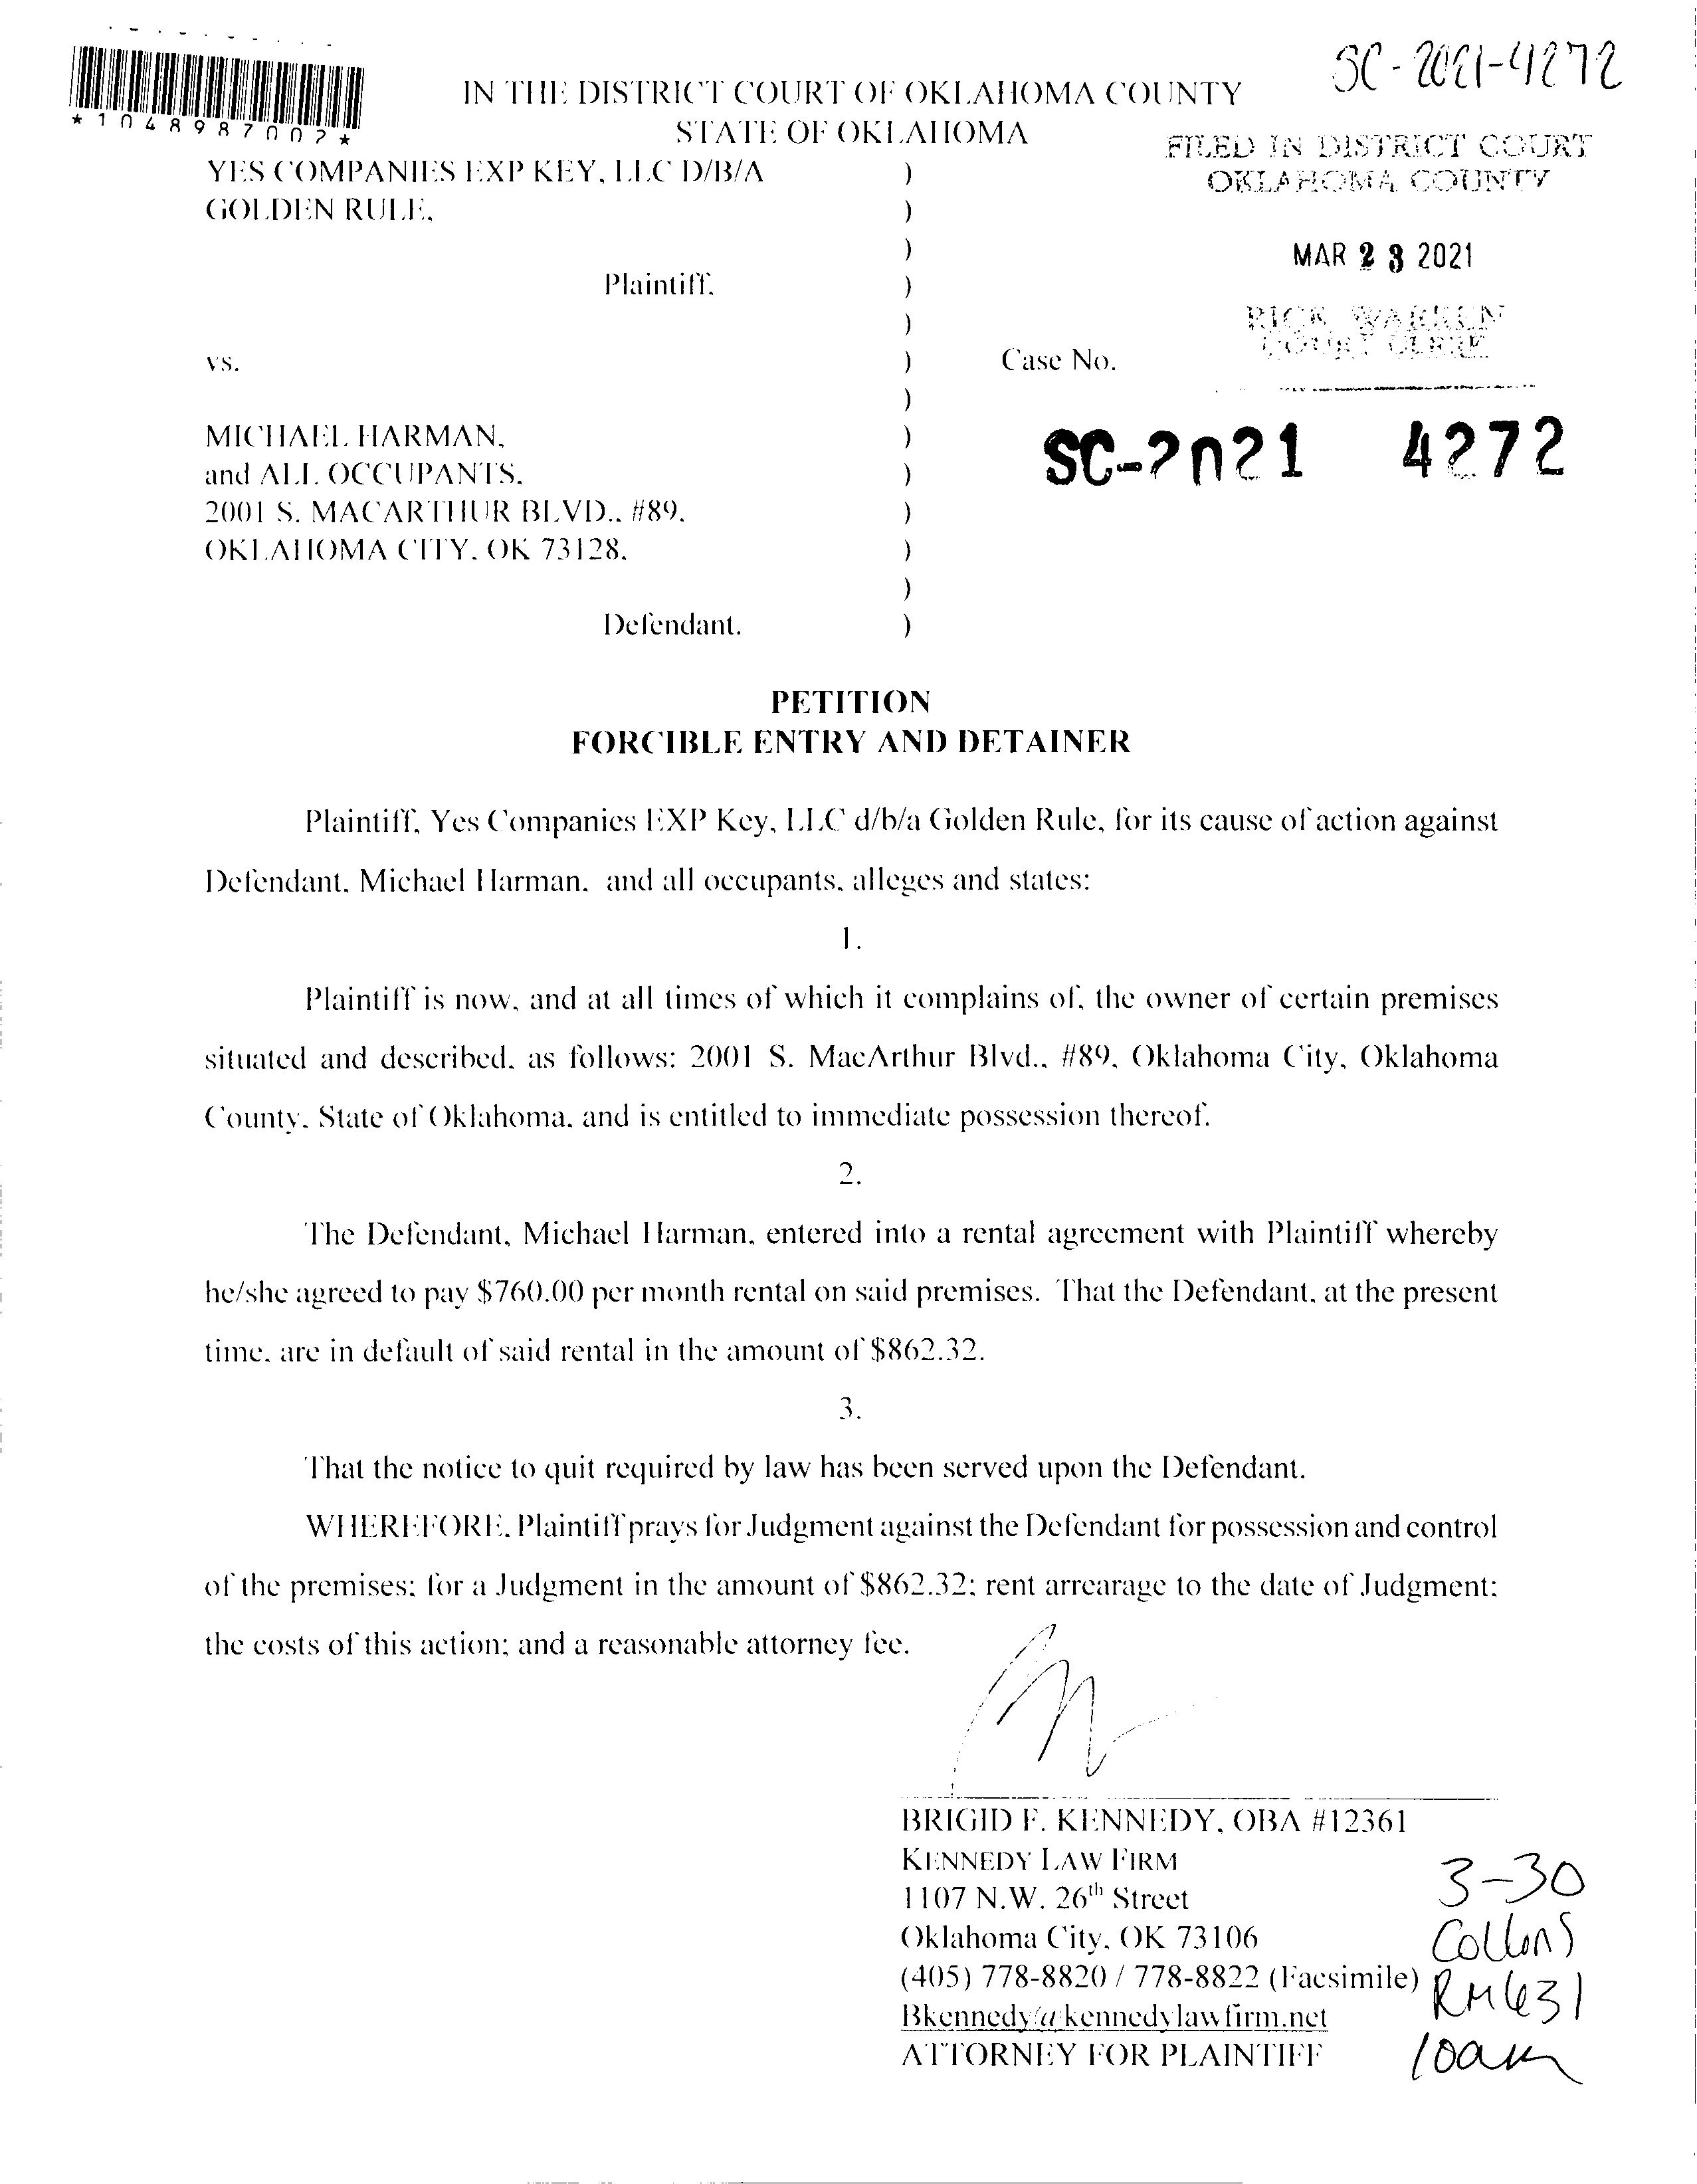 SC-2021-4272
*1048987002*
IN THE DISTRICT COURT OF OKLAHOMA COUNTY
STATE OF OKLAHOMA
FILED IN DISTRICT COURT
OKLAHOMA COUNTY
MAR 23 2021
RICK WARREN
COURT CLERK
YES COMPANIES EXP KEY, LLC D/B/A )
GOLDEN RULE, )
)
Plaintiff, )
)
vs. ) Case No.
)
SC-2021 4272
MICHAEL HARMAN, )
and ALL OCCUPANTS, )
2001 S. MACARTHUR BLVD., #89, )
OKLAHOMA CITY, OK 73128, )
)
Defendant. )
PETITION
FORCIBLE ENTRY AND DETAINER
Plaintiff, Yes Companies EXP Key, LLC d/b/a Golden Rule, for its cause of action against
Defendant, Michael Harman, and all occupants, alleges and states:
1.
Plaintiff is now, and at all times of which it complains of, the owner of certain premises
situated and described, as follows: 2001 S. MacArthur Blvd., #89, Oklahoma City, Oklahoma
County, State of Oklahoma, and is entitled to immediate possession thereof.
2.
The Defendant, Michael Harman, entered into a rental agreement with Plaintiff whereby
he/she agreed to pay $760.00 per month rental on said premises. That the Defendant, at the present
time, are in default of said rental in the amount of $862.32.
3.
That the notice to quit required by law has been served upon the Defendant.
WHEREFORE, Plaintiff prays for Judgment against the Defendant for possession and control
of the premises; for a Judgment in the amount of $862.32; rent arrearage to the date of Judgment;
the costs of this action; and a reasonable attorney fee.
BRIGID F. KENNEDY, OBA #12361
KENNEDY LAW FIRM
1107 N.W. 26th Street
Oklahoma City, OK 73106
(405) 778-8820 / 778-8822 (Facsimile)
Bkennedy@kennedylawfirm.net
ATTORNEY FOR PLAINTIFF
3-30
Collins
RM 631
10am